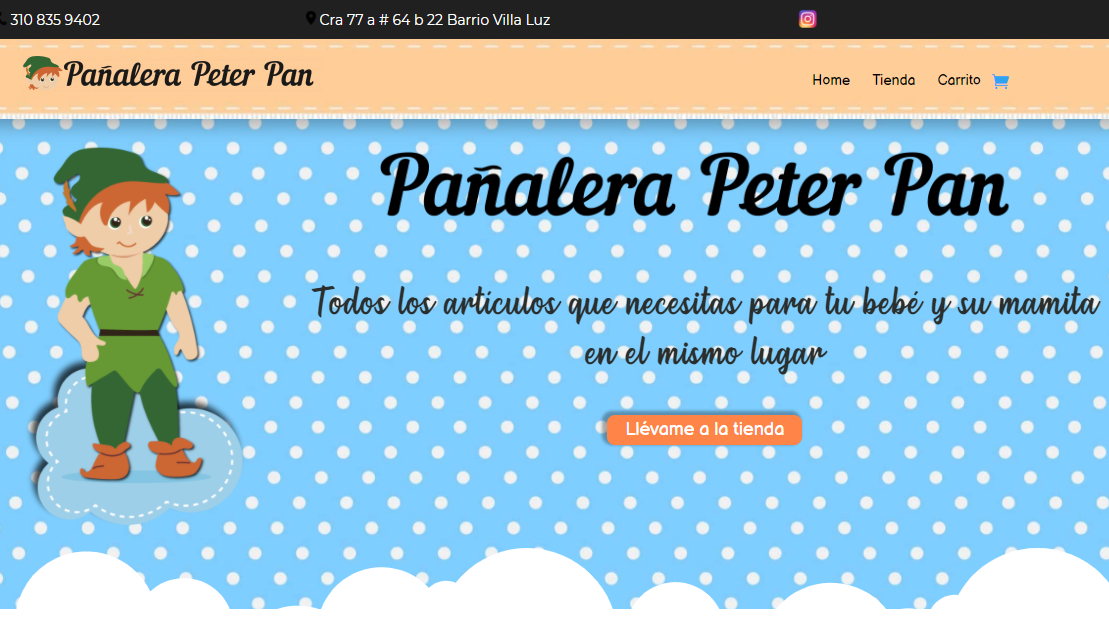 310 835 9402
Cra 77 a # 64 b 22 Barrio Villa Luz
Pañalera Peter Pan
Home
Tienda
Carrito
Pañalera Peter Pan
Todos los artículos que necesitas para tu bebé y su mamita
en el mismo lugar
Llévame a la tienda